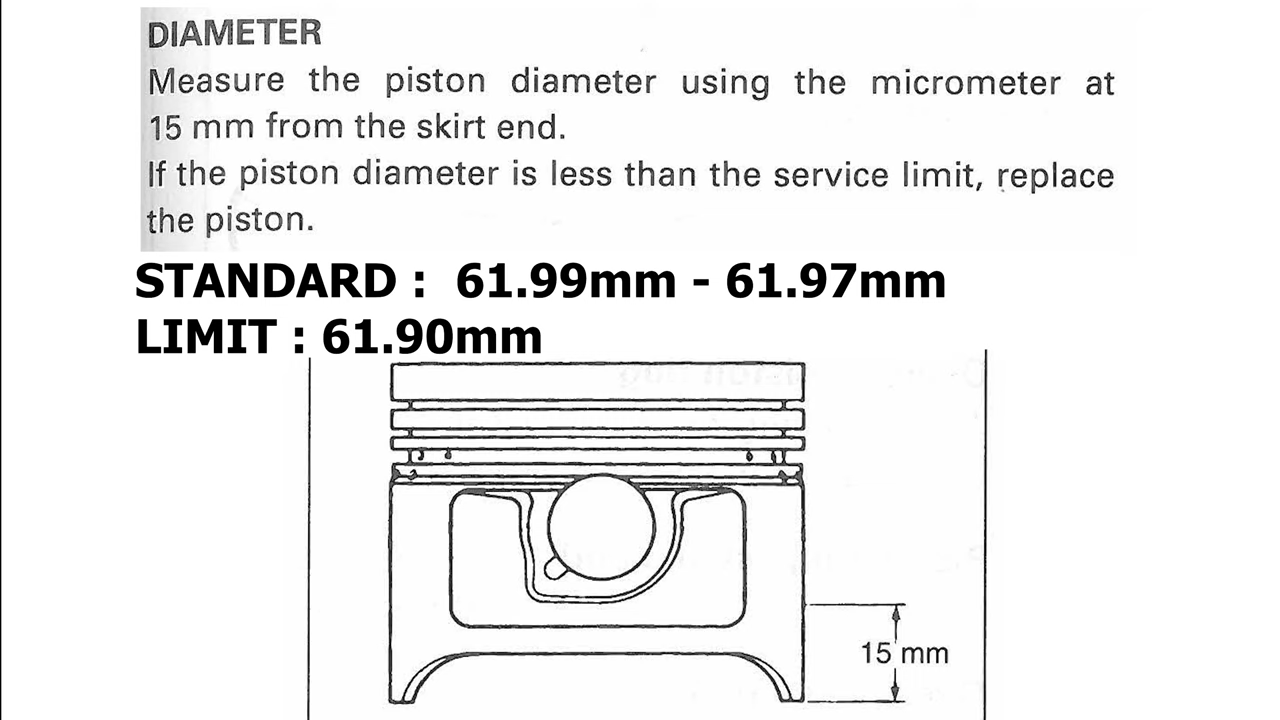 DIAMETER
Measure the piston diameter using the micrometer at
15 mm from the skirt end.
If the piston diameter is less than the service limit, replace
the piston.
STANDARD : 61.99mm - 61.97mm
LIMIT : 61.90mm
15 mm